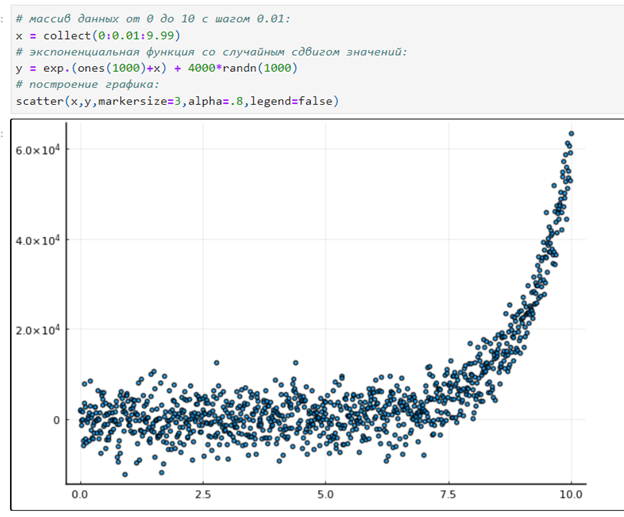 # массив данных от 0 до 10 с шагом 0.01:
x = collect(0:0.01:9.99)
# экспоненциальная функция со случайным сдвигом значений:
y = exp.(ones(1000)+x) + 4000*randn(1000)
# построение графика:
scatter(x,y,markersize=3,alpha=.8,legend=false)
6.0×10⁴
4.0×10⁴
2.0×10⁴
0
0.0 2.5 5.0 7.5 10.0